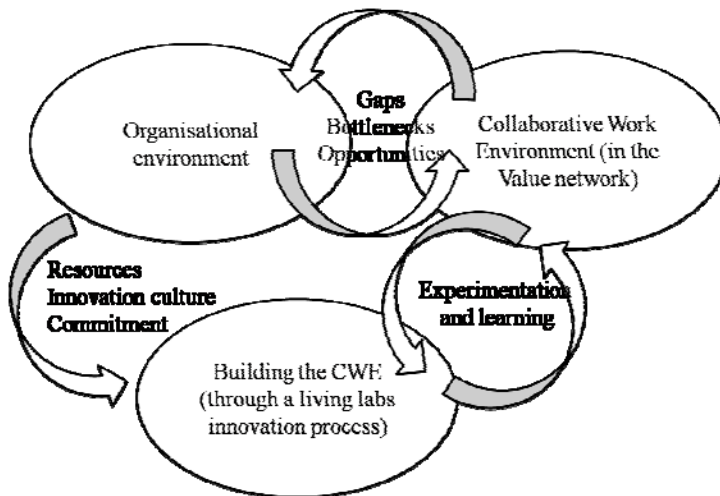 Gaps
Bottlenecks
Opportunities
Organisational
environment
Collaborative Work
Environment (in the
Value network)
Resources
Innovation culture
Commitment
Experimentation
and learning
Building the CWE
(through a living labs
innovation process)